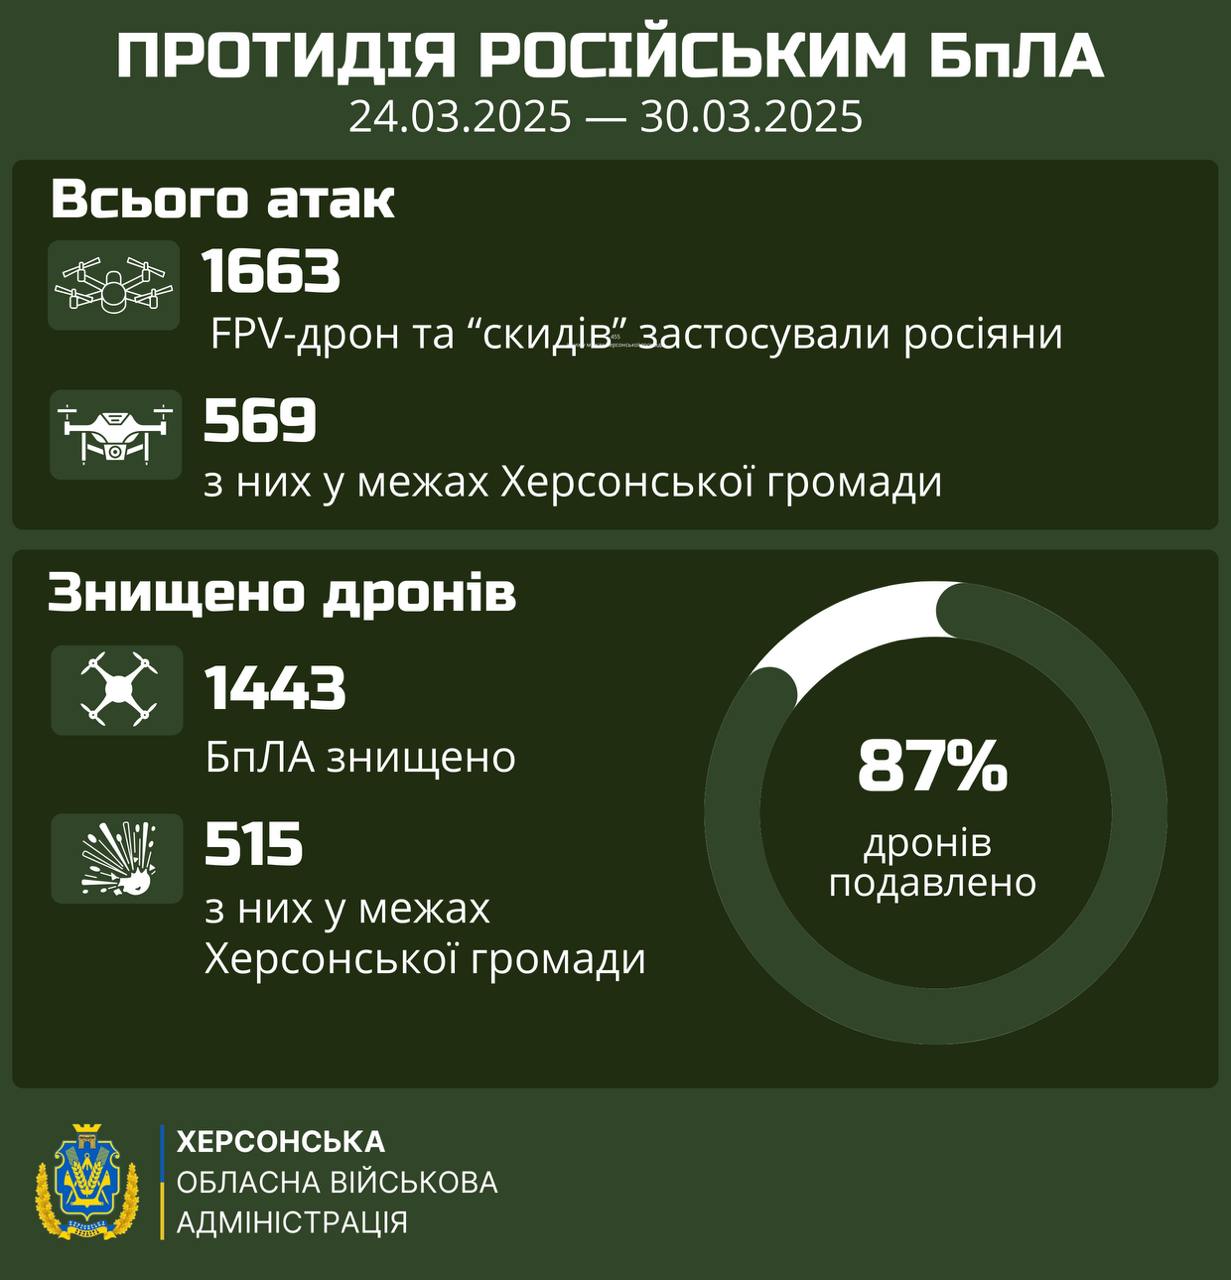 ПРОТИДІЯ РОСІЙСЬКИМ БпЛА
24.03.2025 — 30.03.2025
Всього атак
1663
FPV-дрон та “скидів” застосували росіяни
569
з них у межах Херсонської громади
Знищено дронів
1443
БпЛА знищено
515
з них у межах
Херсонської громади
87%
дронів
подавлено
ХЕРСОНСЬКА
ОБЛАСНА ВІЙСЬКОВА
АДМІНІСТРАЦІЯ